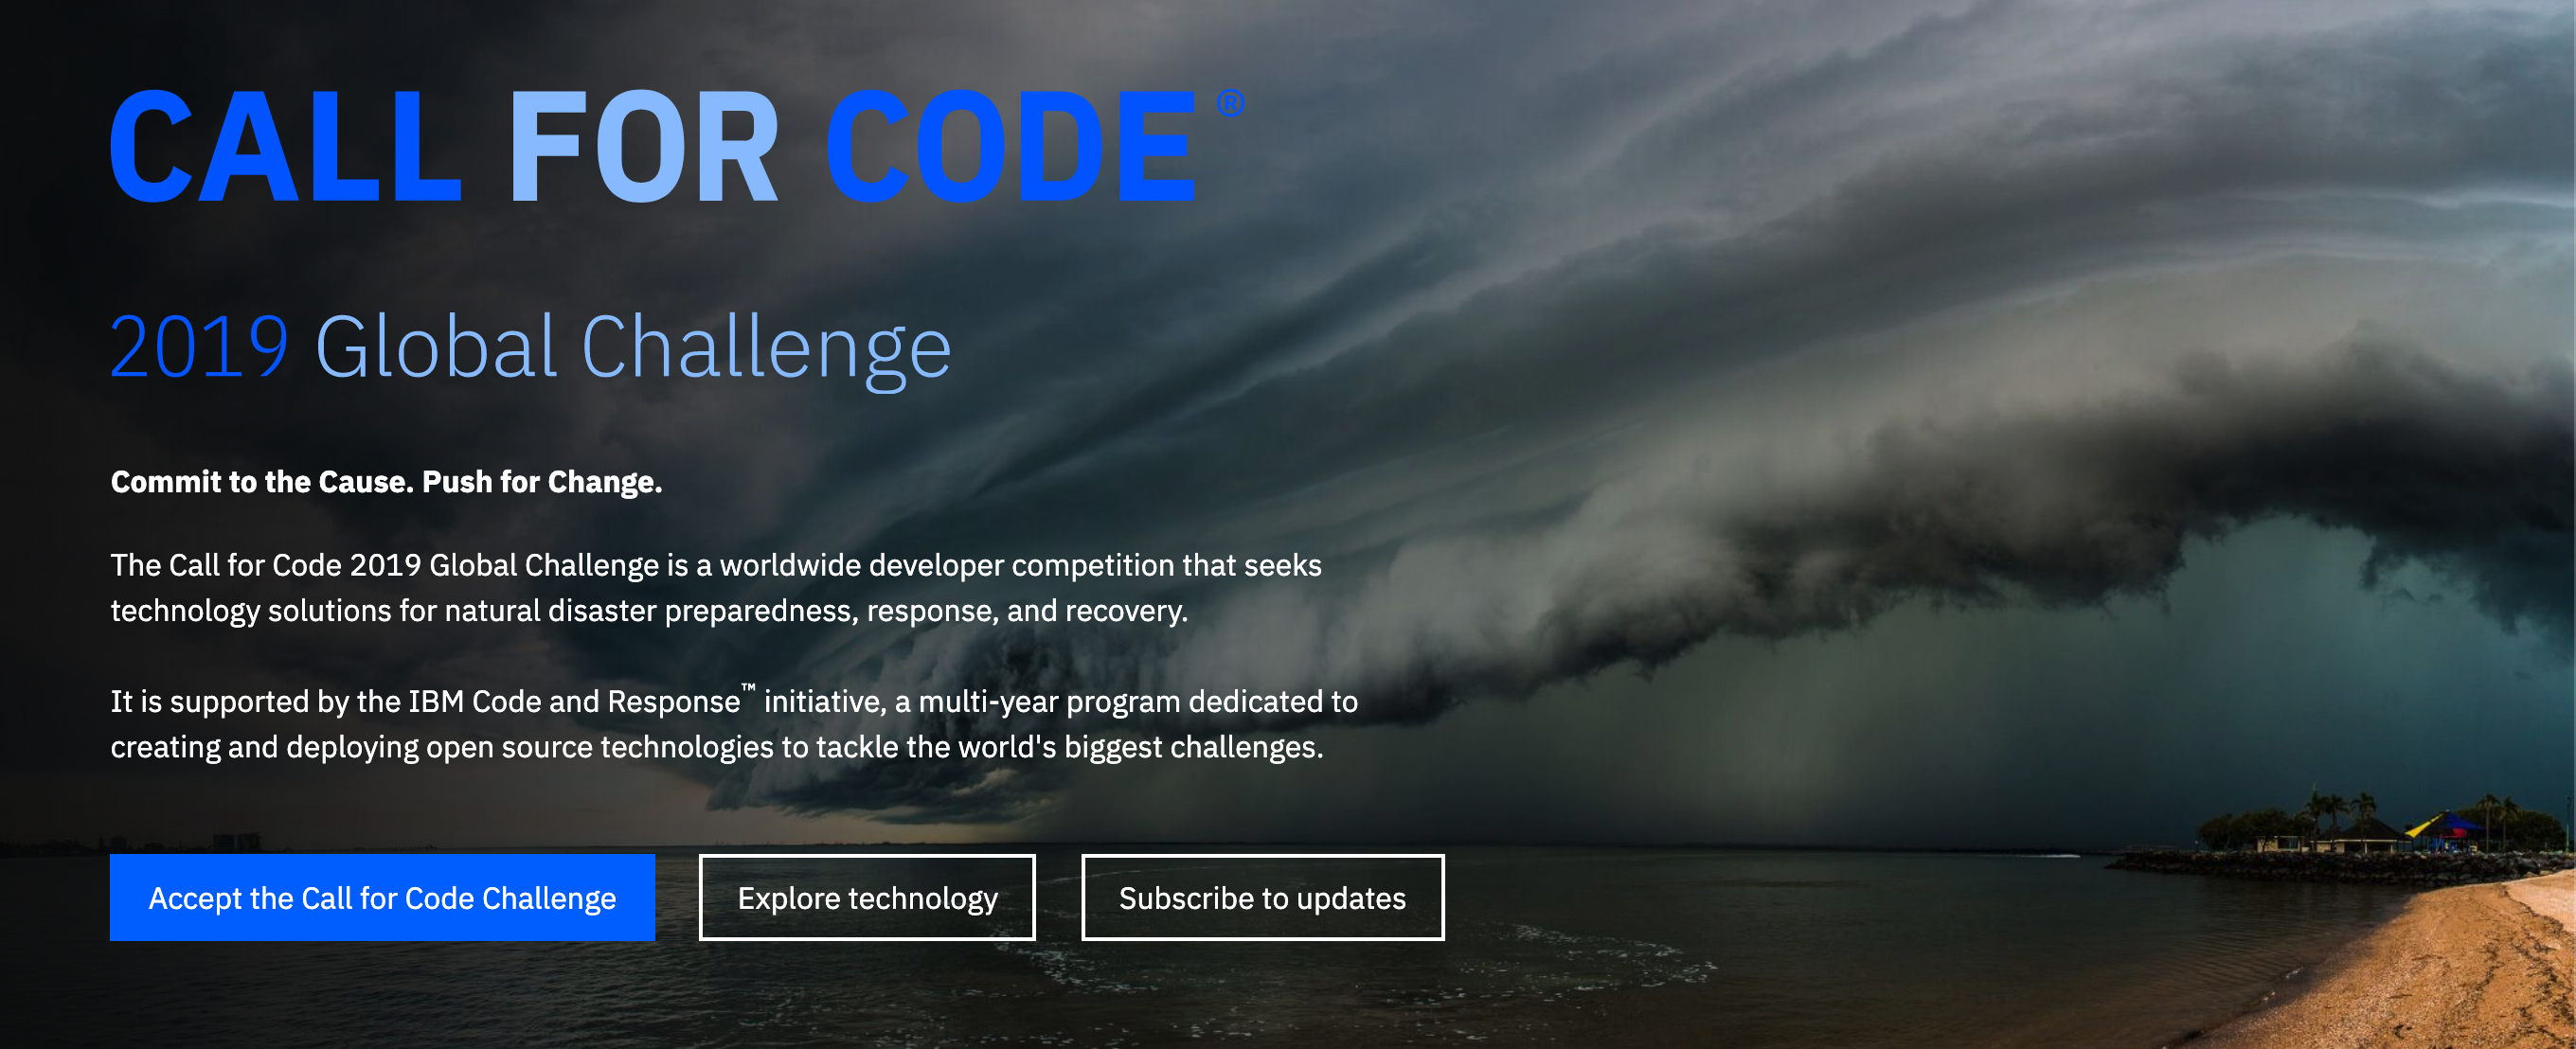 CALL FOR CODE®
2019 Global Challenge
Commit to the Cause. Push for Change.
The Call for Code 2019 Global Challenge is a worldwide developer competition that seeks
technology solutions for natural disaster preparedness, response, and recovery.
It is supported by the IBM Code and Response™ initiative, a multi-year program dedicated to
creating and deploying open source technologies to tackle the world's biggest challenges.
Accept the Call for Code Challenge
Explore technology
Subscribe to updates